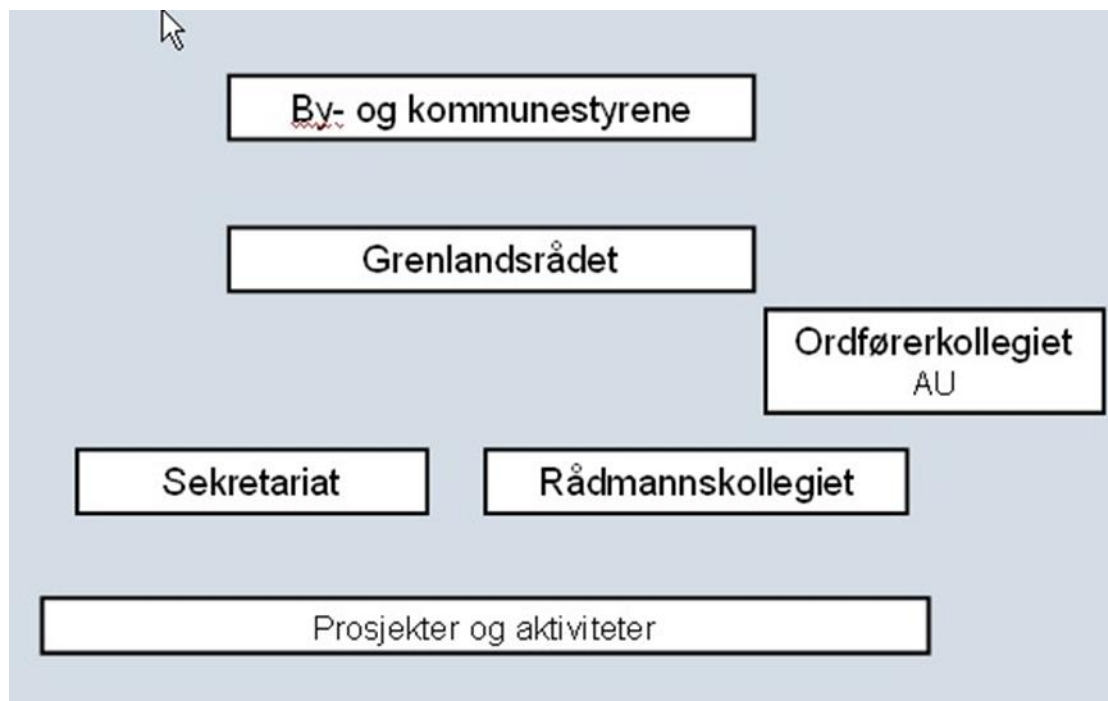 By- og kommunestyrene
Grenlandsrådet
Ordførerkollegiet
AU
Sekretariat
Rådmannskollegiet
Prosjekter og aktiviteter